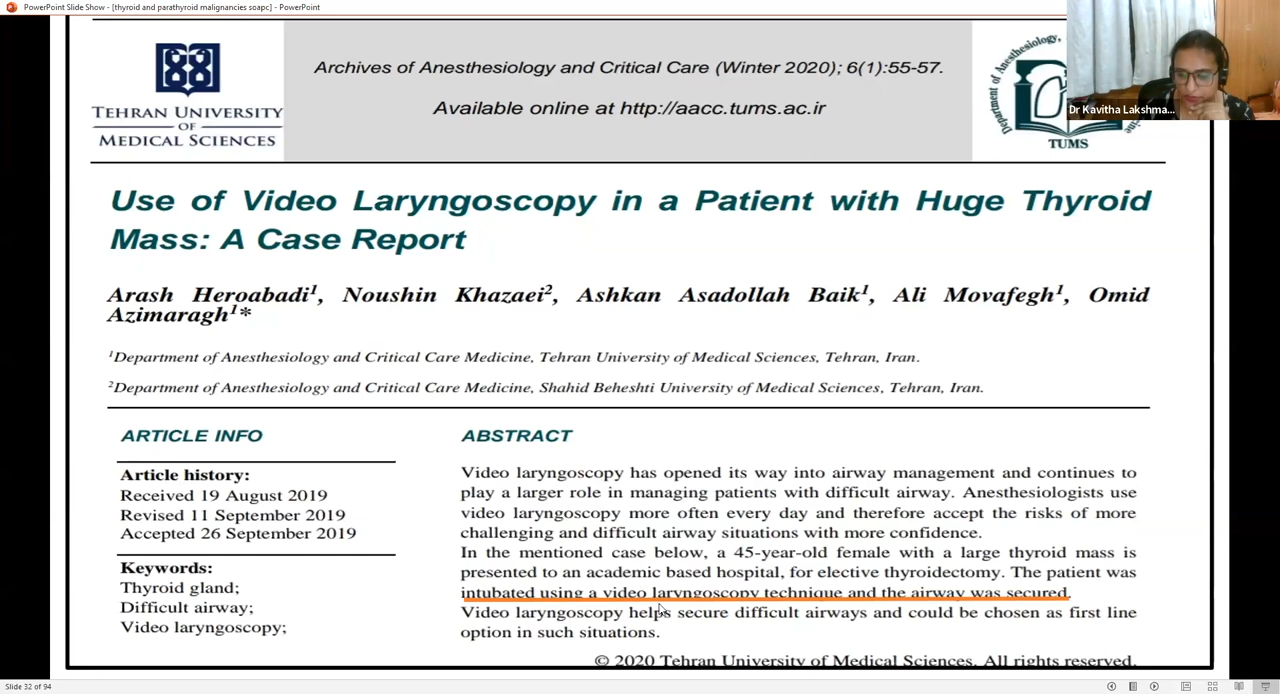 PowerPoint Slide Show - [thyroid and parathyroid malignancies soapc] - PowerPoint
TEHRAN UNIVERSITY
OF
MEDICAL SCIENCES
Archives of Anesthesiology and Critical Care (Winter 2020); 6(1):55-57.
Available online at http://aacc.tums.ac.ir
Department of Anesthesiology,
TUMS
Dr Kavitha Lakshma...
Use of Video Laryngoscopy in a Patient with Huge Thyroid
Mass: A Case Report
Arash Heroabadi¹, Noushin Khazaei², Ashkan Asadollah Baik¹, Ali Movafegh¹, Omid
Azimaragh¹*
¹Department of Anesthesiology and Critical Care Medicine, Tehran University of Medical Sciences, Tehran, Iran.
²Department of Anesthesiology and Critical Care Medicine, Shahid Beheshti University of Medical Sciences, Tehran, Iran.
ARTICLE INFO
Article history:
Received 19 August 2019
Revised 11 September 2019
Accepted 26 September 2019
Keywords:
Thyroid gland;
Difficult airway;
Video laryngoscopy;
ABSTRACT
Video laryngoscopy has opened its way into airway management and continues to
play a larger role in managing patients with difficult airway. Anesthesiologists use
video laryngoscopy more often every day and therefore accept the risks of more
challenging and difficult airway situations with more confidence.
In the mentioned case below, a 45-year-old female with a large thyroid mass is
presented to an academic based hospital, for elective thyroidectomy. The patient was
intubated using a video laryngoscopy technique and the airway was secured.
Video laryngoscopy helps secure difficult airways and could be chosen as first line
option in such situations.
© 2020 Tehran University of Medical Sciences. All rights reserved.
Slide 32 of 94